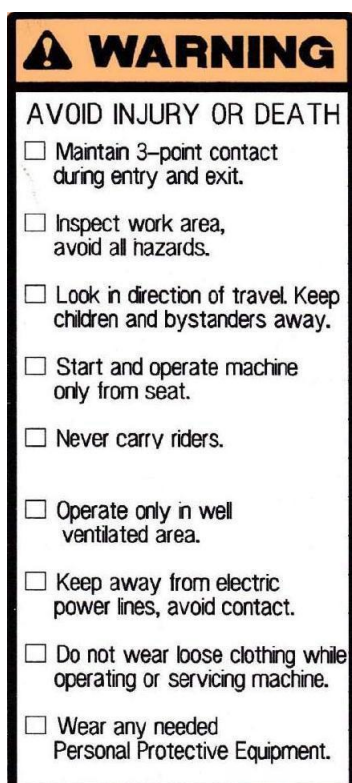 WARNING
AVOID INJURY OR DEATH
☐ Maintain 3-point contact
during entry and exit.
☐ Inspect work area,
avoid all hazards.
☐ Look in direction of travel. Keep
children and bystanders away.
☐ Start and operate machine
only from seat.
☐ Never carry riders.
☐ Operate only in well
ventilated area.
☐ Keep away from electric
power lines, avoid contact.
☐ Do not wear loose clothing while
operating or servicing machine.
☐ Wear any needed
Personal Protective Equipment.